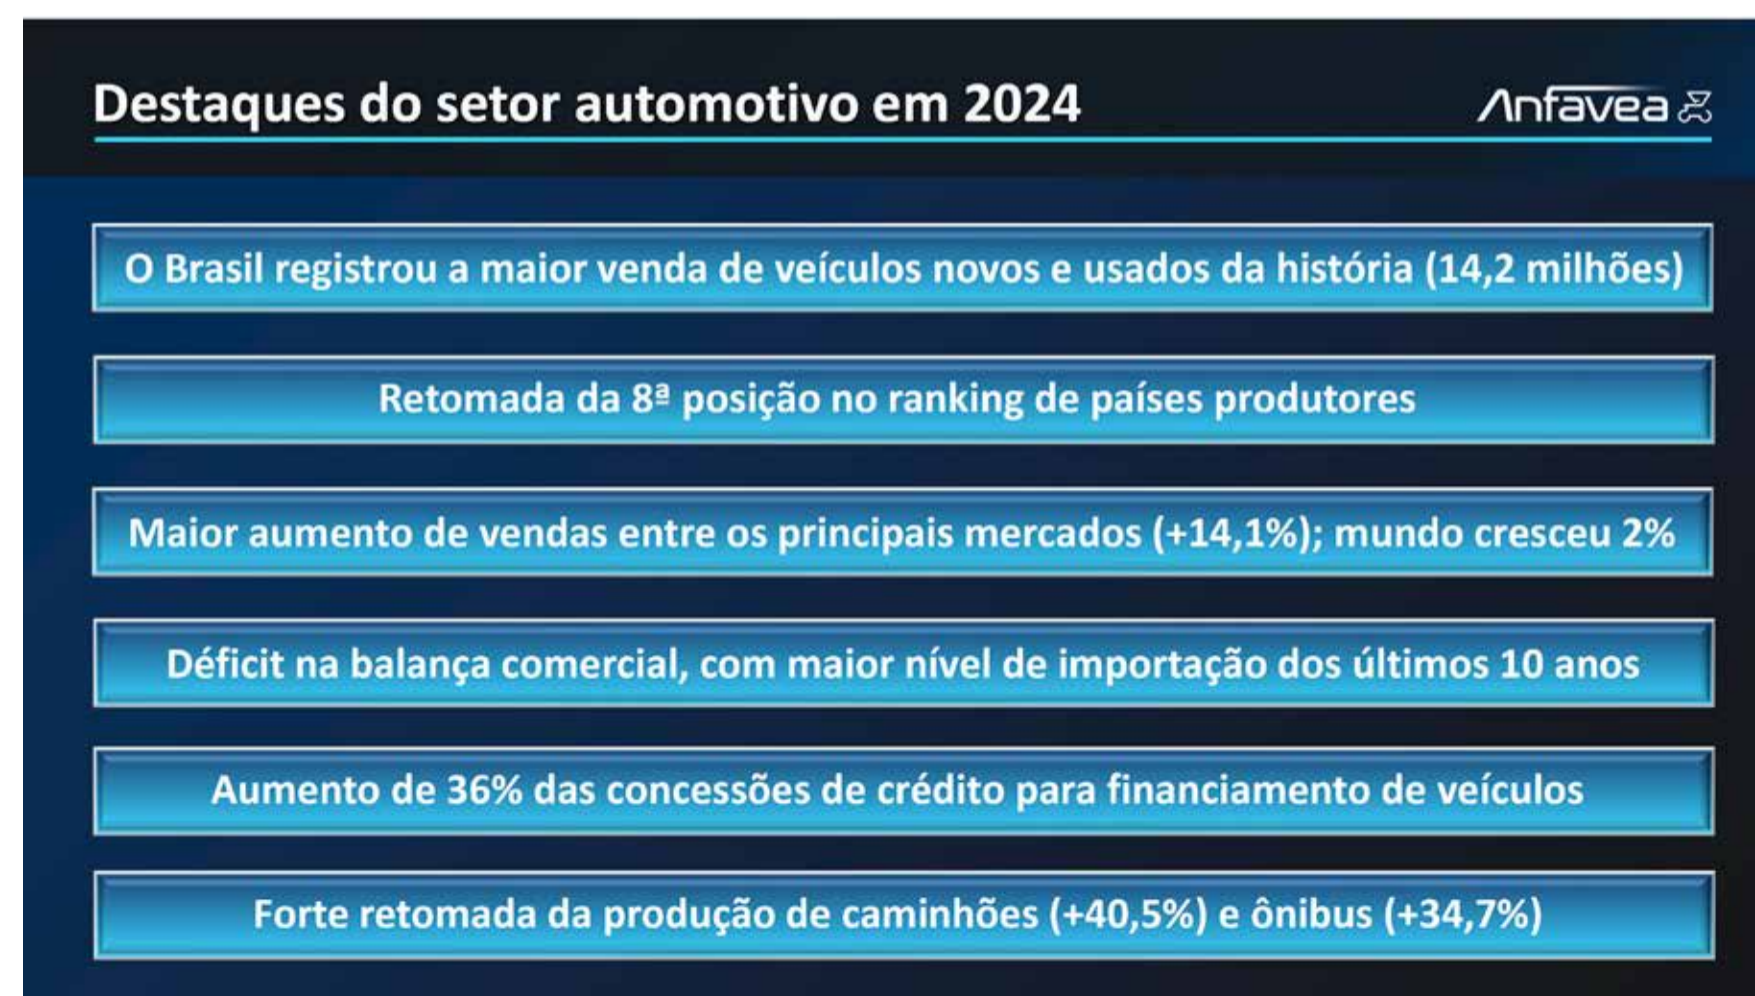 Destaques do setor automotivo em 2024
Anfavea
O Brasil registrou a maior venda de veículos novos e usados da história (14,2 milhões)
Retomada da 8ª posição no ranking de países produtores
Maior aumento de vendas entre os principais mercados (+14,1%); mundo cresceu 2%
Déficit na balança comercial, com maior nível de importação dos últimos 10 anos
Aumento de 36% das concessões de crédito para financiamento de veículos
Forte retomada da produção de caminhões (+40,5%) e ônibus (+34,7%)